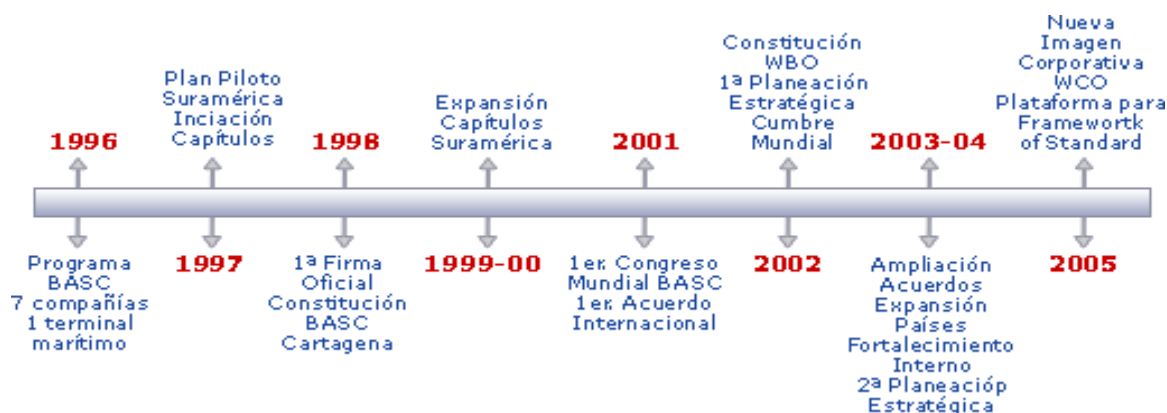 1996
Programa
BASC
7 compañías
1 terminal
marítimo
Plan Piloto
Suramérica
Inciación
Capítulos
1997
1998
1ª Firma
Oficial
Constitución
BASC
Cartagena
Expansión
Capítulos
Suramérica
1999-00
2001
1er. Congreso
Mundial BASC
1er. Acuerdo
Internacional
Constitución
WBO
1ª Planeación
Estratégica
Cumbre
Mundial
2002
2003-04
Ampliación
Acuerdos
Expansión
Países
Fortalecimiento
Interno
2ª Planeacióp
Estratégica
Nueva
Imagen
Corporativa
WCO
Plataforma para
Framewortk
of Standard
2005